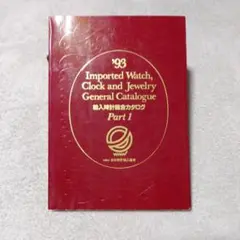 '93
Imported Watch,
Clock and Jewelry
General Catalogue
輸入時計総合カタログ
Part 1